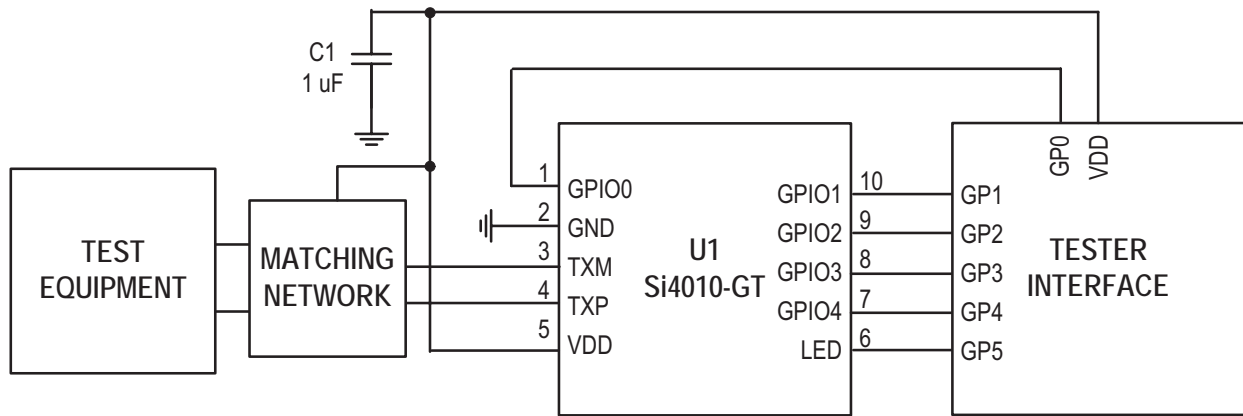 C1
1 uF
TEST
EQUIPMENT
MATCHING
NETWORK
1
GPIO0
2
GND
3
TXM
4
TXP
5
VDD
U1
Si4010-GT
GPIO1
10
GPIO2
9
GPIO3
8
GPIO4
7
LED
6
GP0
VDD
GP1
GP2
GP3
GP4
GP5
TESTER
INTERFACE